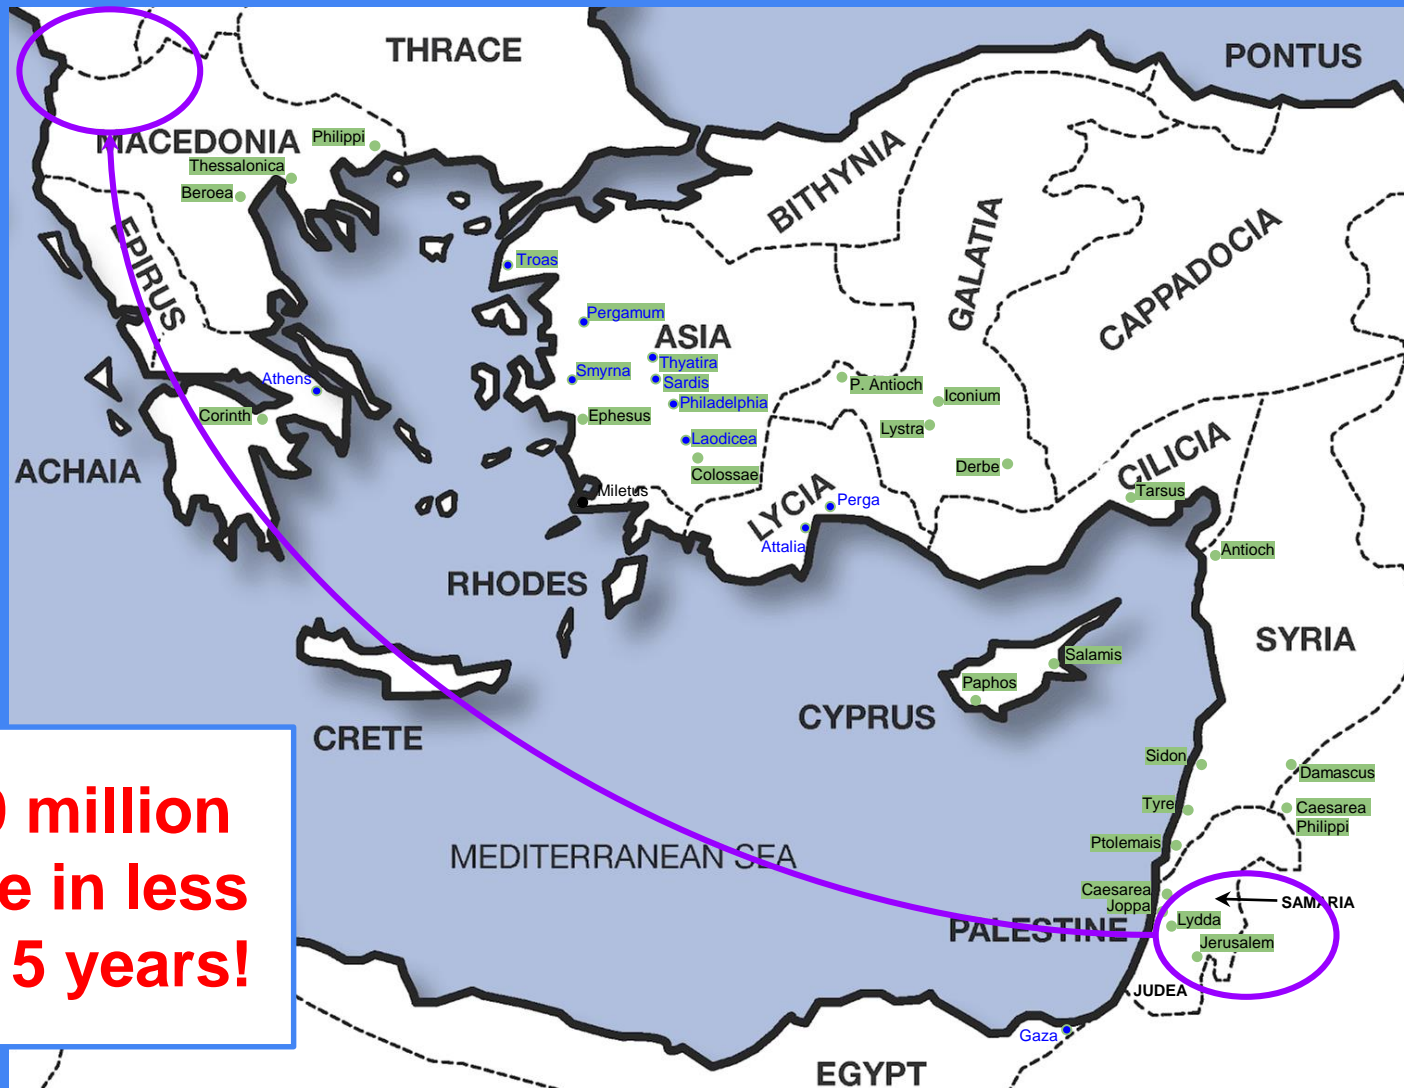 THRACE
PONTUS
MACEDONIA
Philippi
Thessalonica
Beroea
BITHYNIA
EPIRUS
GALATIA
CAPPADOCIA
Troas
Pergamum
ASIA
Thyatira
Smyrna
Sardis
Athens
P. Antioch
Iconium
Philadelphia
Corinth
Ephesus
Lystra
Laodicea
Colossae
Derbe
ACHAIA
CILICIA
Miletus
LYCIA
Perga
Tarsus
Attalia
Antioch
RHODES
SYRIA
Salamis
Paphos
CYPRUS
CRETE
Sidon
Damascus
Tyre
Caesarea
Philippi
million
Ptolemais
MEDITERRANEAN SEA
in less
Caesarea
Joppa
SAMARIA
Lydda
PALESTINE
Jerusalem
5 years!
JUDEA
Gaza
EGYPT